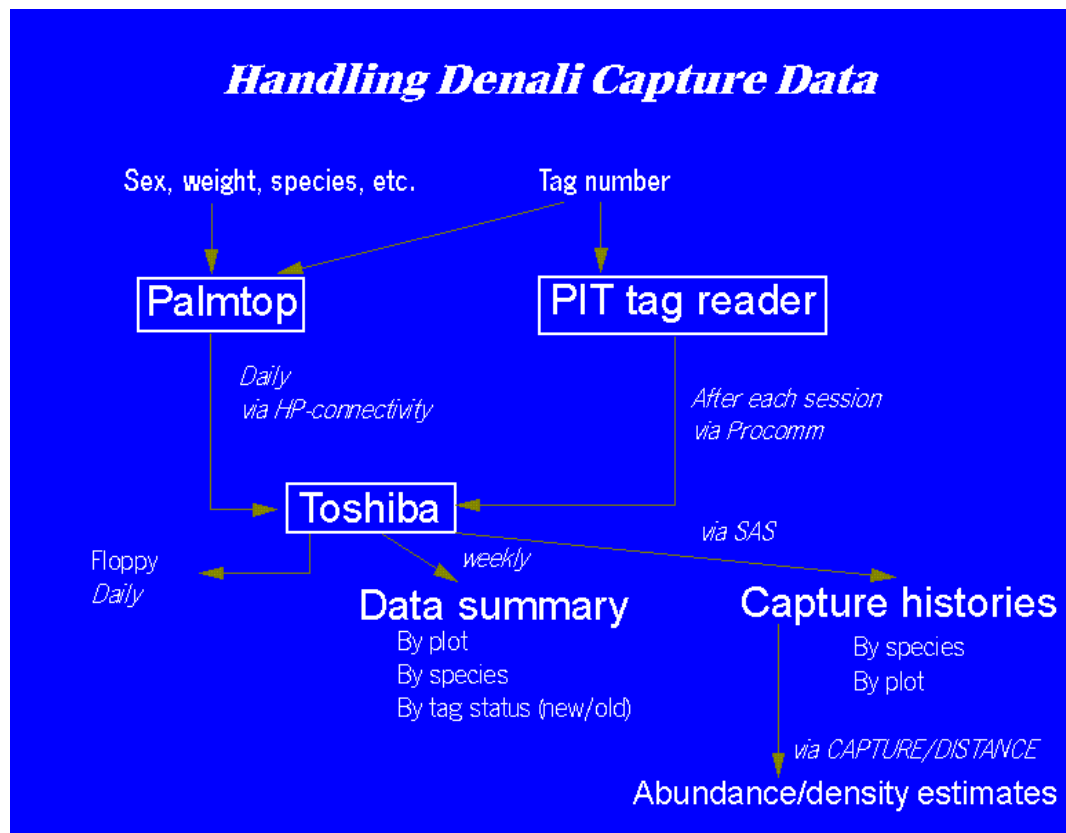 Handling Denali Capture Data
Sex, weight, species, etc.
Tag number
Palmtop
PIT tag reader
Daily
via HP-connectivity
After each session
via Procomm
Toshiba
via SAS
Floppy
Daily
weekly
Data summary
By plot
By species
By tag status (new/old)
Capture histories
By species
By plot
via CAPTURE/DISTANCE
Abundance/density estimates